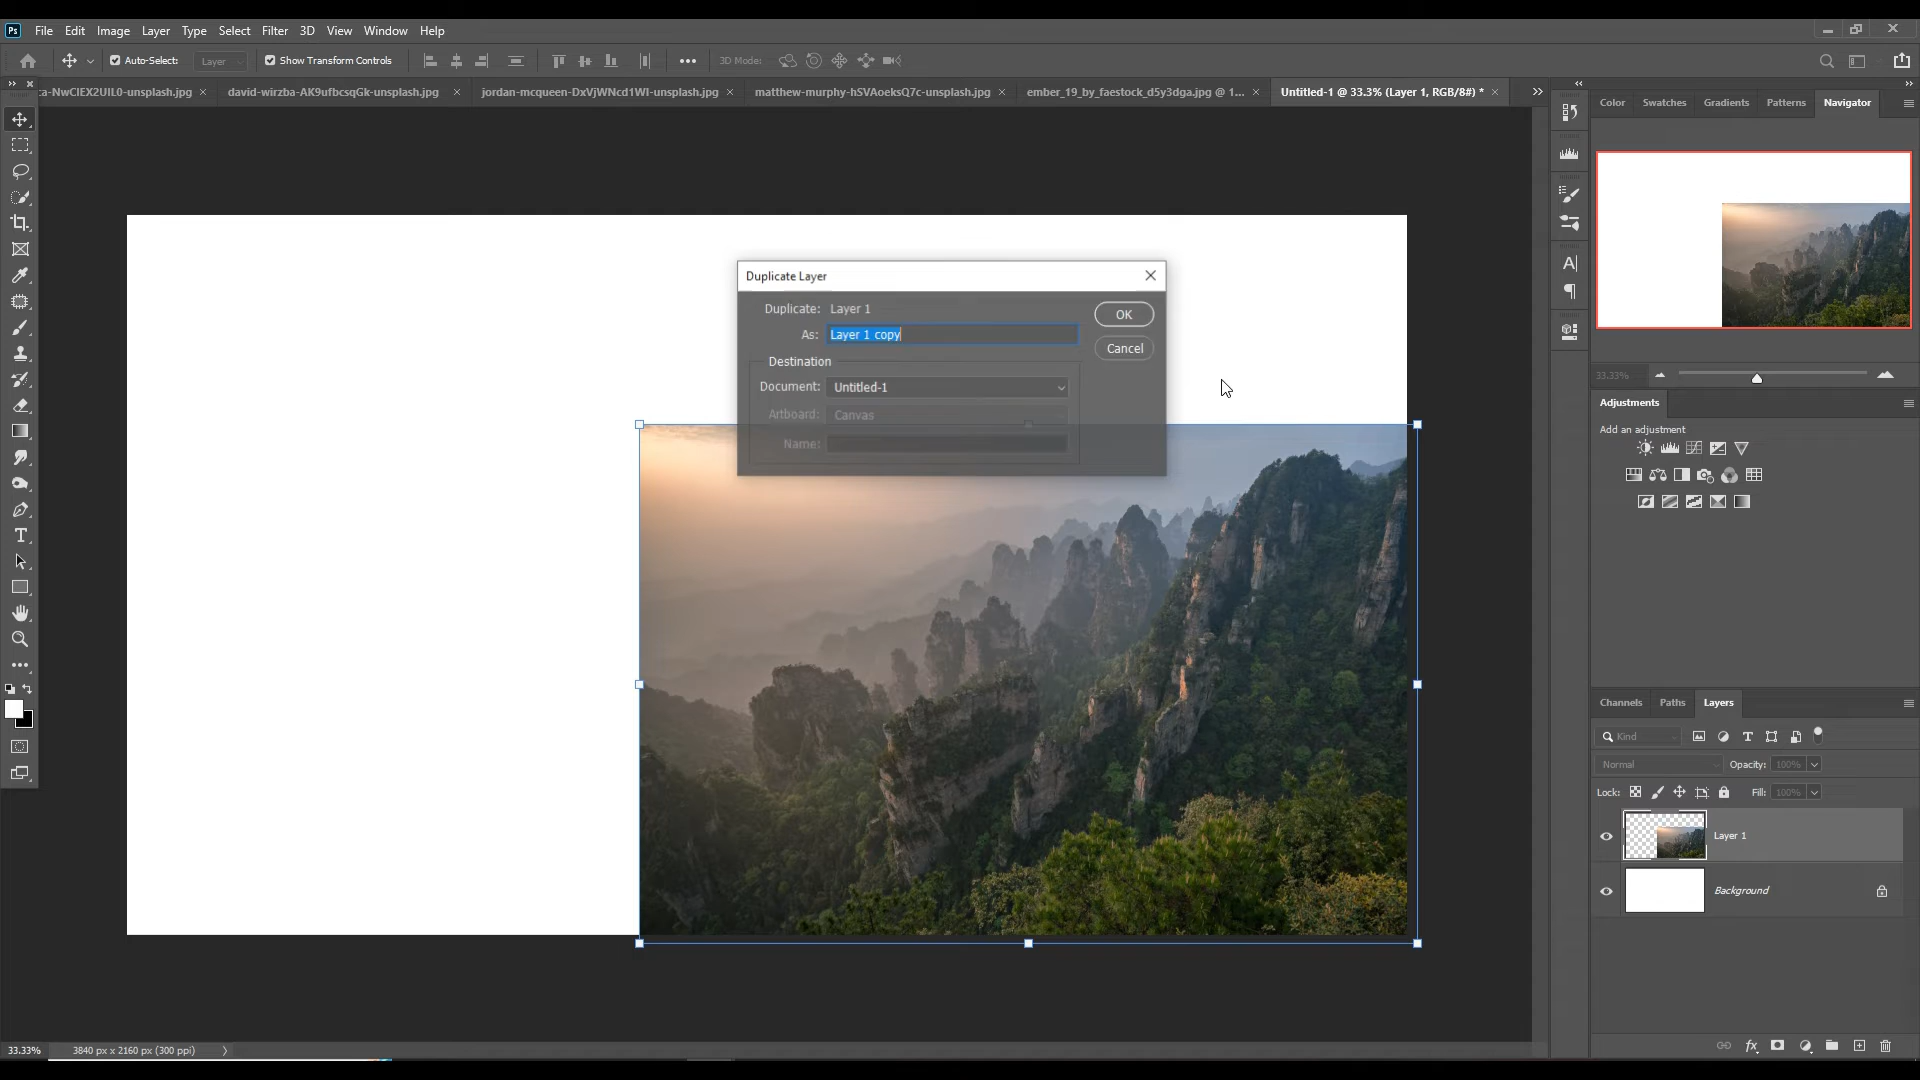 Ps File Edit Image Layer Type Select Filter 3D View Window Help
Auto-Select: Layer Show Transform Controls 3D Mode:
ca-NwCIEX2UIL0-unsplash.jpg david-wirzba-AK9ufbcsqGk-unsplash.jpg jordan-mcqueen-DxVjWNcd1WI-unsplash.jpg matthew-murphy-hSVAoeksQ7c-unsplash.jpg ember_19_by_faestock_d5y3dga.jpg @ 1... Untitled-1 @ 33.3% (Layer 1, RGB/8#) *
Color Swatches Gradients Patterns Navigator
Duplicate Layer
Duplicate: Layer 1
OK
As: Layer 1 copy
Cancel
Destination
Document: Untitled-1
Artboard: Canvas
Name:
33.33%
Adjustments
Add an adjustment
Channels Paths Layers
Kind
Normal Opacity: 100%
Lock: Fill: 100%
Layer 1
Background
33.33% 3840 px x 2160 px (300 ppi)